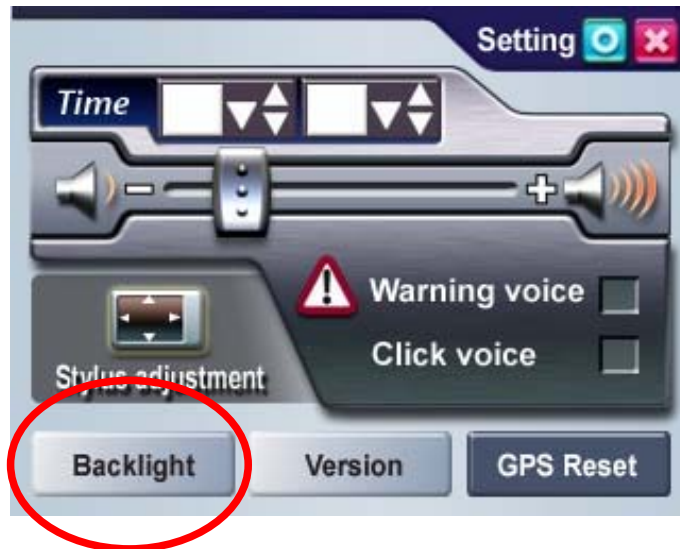 Setting
Time
Warning voice
Click voice
Stylus adjustment
Backlight
Version
GPS Reset